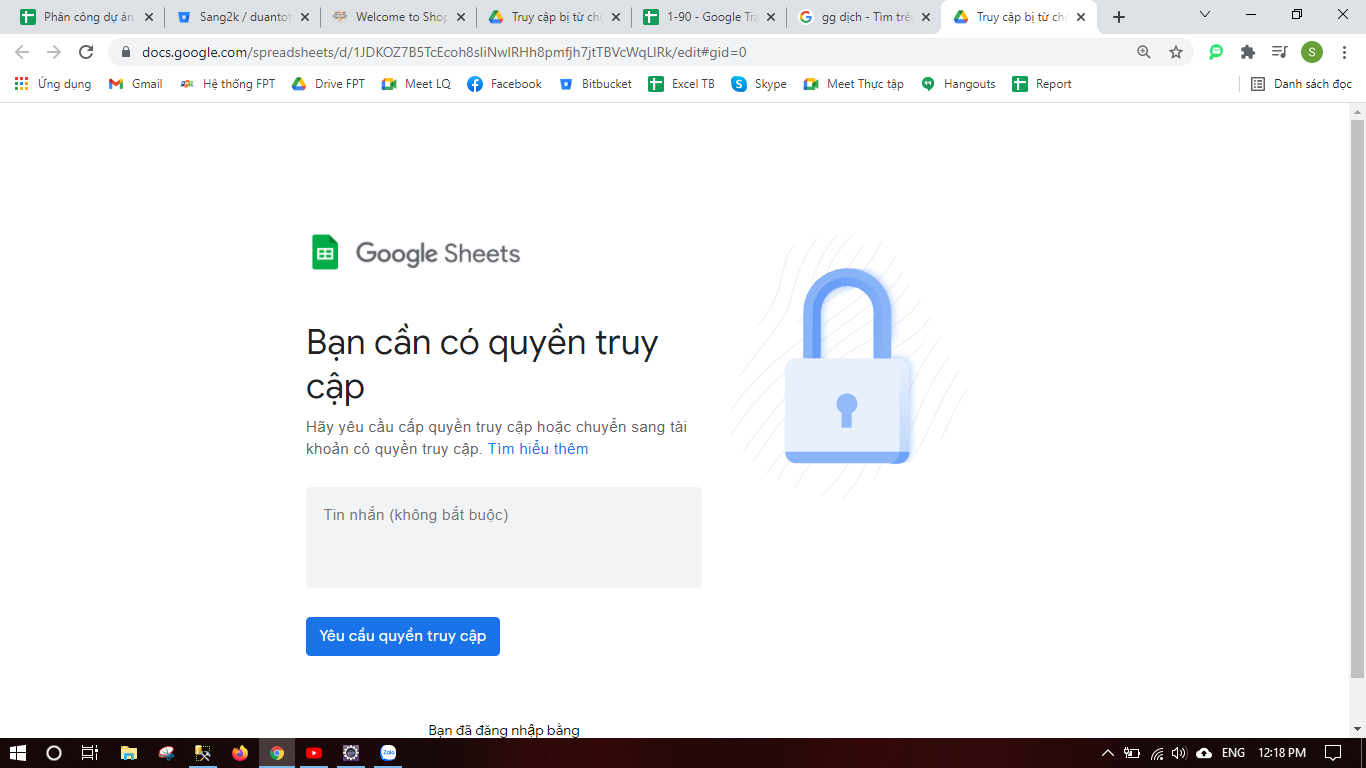 Phân công dự án
Sang2k / duantot
Welcome to Shop
Truy cập bị từ chố
1-90 - Google Tra
gg dịch - Tìm trên
Truy cập bị từ chố
docs.google.com/spreadsheets/d/1JDKOZ7B5TcEcoh8sliNwlRHh8pmfjh7jtTBVcWqLlRk/edit#gid=0
S
Ứng dụng
Gmail
Hệ thống FPT
Drive FPT
Meet LQ
Facebook
Bitbucket
Excel TB
Skype
Meet Thực tập
Hangouts
Report
Danh sách đọc
Google Sheets
Bạn cần có quyền truy
cập
Hãy yêu cầu cấp quyền truy cập hoặc chuyển sang tài
khoản có quyền truy cập. Tìm hiểu thêm
Tin nhắn (không bắt buộc)
Yêu cầu quyền truy cập
Bạn đã đăng nhập bằng
Zalo
ENG
12:18 PM